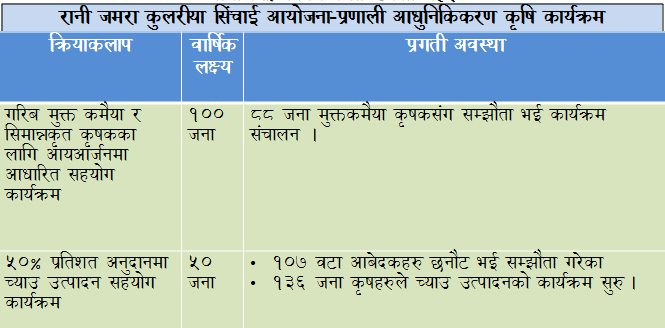 रानी जमरा कुलरीया सिंचाई आयोजना-प्रणाली आधुनिकिकरण कृषि कार्यक्रम
क्रियाकलाप
वार्षिक
लक्ष्य
प्रगती अवस्था
गरिब मुक्त कमैया र
सिमान्नकृत कृषकका
लागि आयआर्जनमा
आधारित सहयोग
कार्यक्रम
१००
जना
८८ जना मुक्तकमैया कृषकसंग सम्झौता भई कार्यक्रम
संचालन ।
५०% प्रतिशत अनुदानमा
च्याउ उत्पादन सहयोग
कार्यक्रम
५०
जना
• १०७ वटा आबेदकहरु छनौट भई सम्झौता गरेका
• १३६ जना कृषहरुले च्याउ उत्पादनको कार्यक्रम सुरु ।